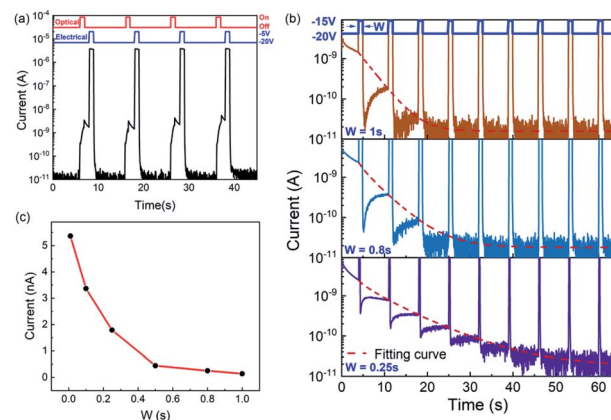 (a)
Optical
On
Off
Electrical
-5V
-20V
10⁻⁴
10⁻⁵
10⁻⁶
10⁻⁷
10⁻⁸
10⁻⁹
10⁻¹⁰
10⁻¹¹
Current (A)
0 10 20 30 40
Time(s)
(b)
-15V
-20V
W
10⁻⁹
10⁻¹⁰
10⁻¹¹
W = 1s
10⁻⁹
10⁻¹⁰
10⁻¹¹
W = 0.8s
10⁻⁹
10⁻¹⁰
10⁻¹¹
Fitting curve
W = 0.25s
Current (A)
0 10 20 30 40 50 60
Time (s)
(c)
5
4
3
2
1
0
Current (nA)
0.0 0.2 0.4 0.6 0.8 1.0
W (s)